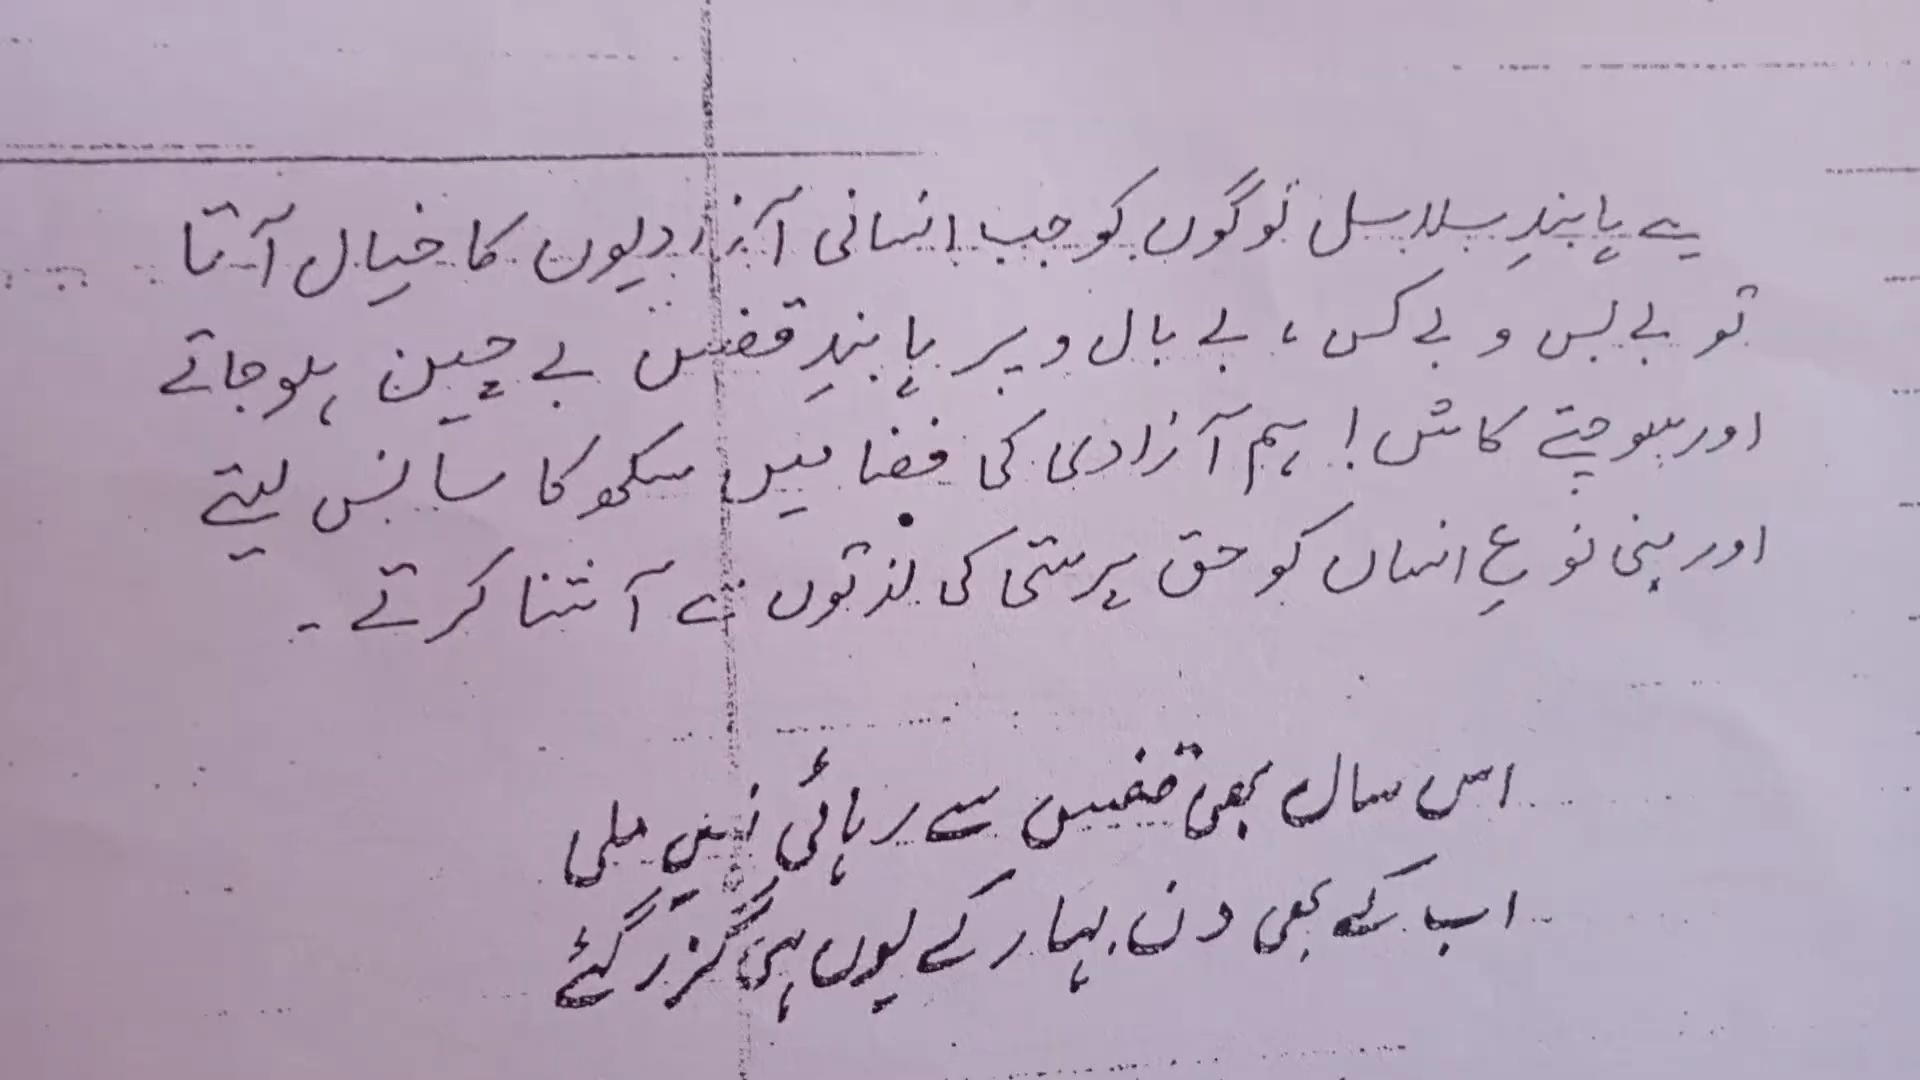 یے پابندِ سلاسل لوگوں کو جب انسانی آزادیوں کا خیال آتا
تو بے بس و بے کس، بے بال و پر پابندِ قفس بے چین ہوجاتے
اور سوچتے کاش! ہم آزادی کی فضا میں سکھ کا سانس لیتے
اور بنی نوعِ انسان کو حق پرستی کی لذتوں سے آشنا کرتے۔
اس سال بھی قفس سے رہائی نہیں ملی
اب کے بھی دن بہار کے یوں ہی گزر گئے